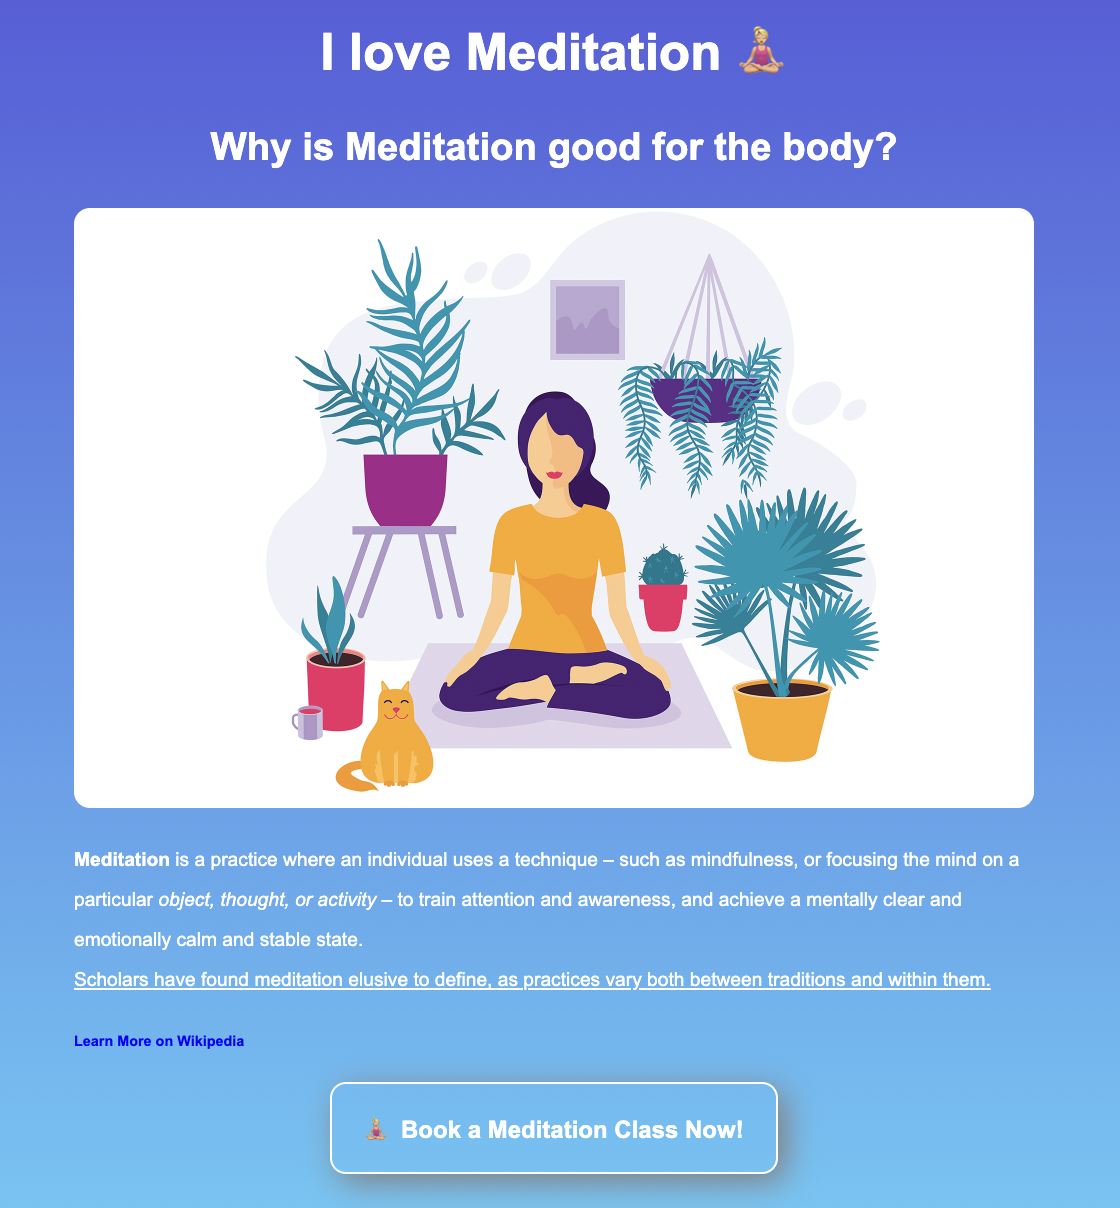 I love Meditation 🧘🏼‍♀️
Why is Meditation good for the body?
Meditation is a practice where an individual uses a technique – such as mindfulness, or focusing the mind on a
particular object, thought, or activity – to train attention and awareness, and achieve a mentally clear and
emotionally calm and stable state.
Scholars have found meditation elusive to define, as practices vary both between traditions and within them.
Learn More on Wikipedia
🧘🏼‍♀️ Book a Meditation Class Now!